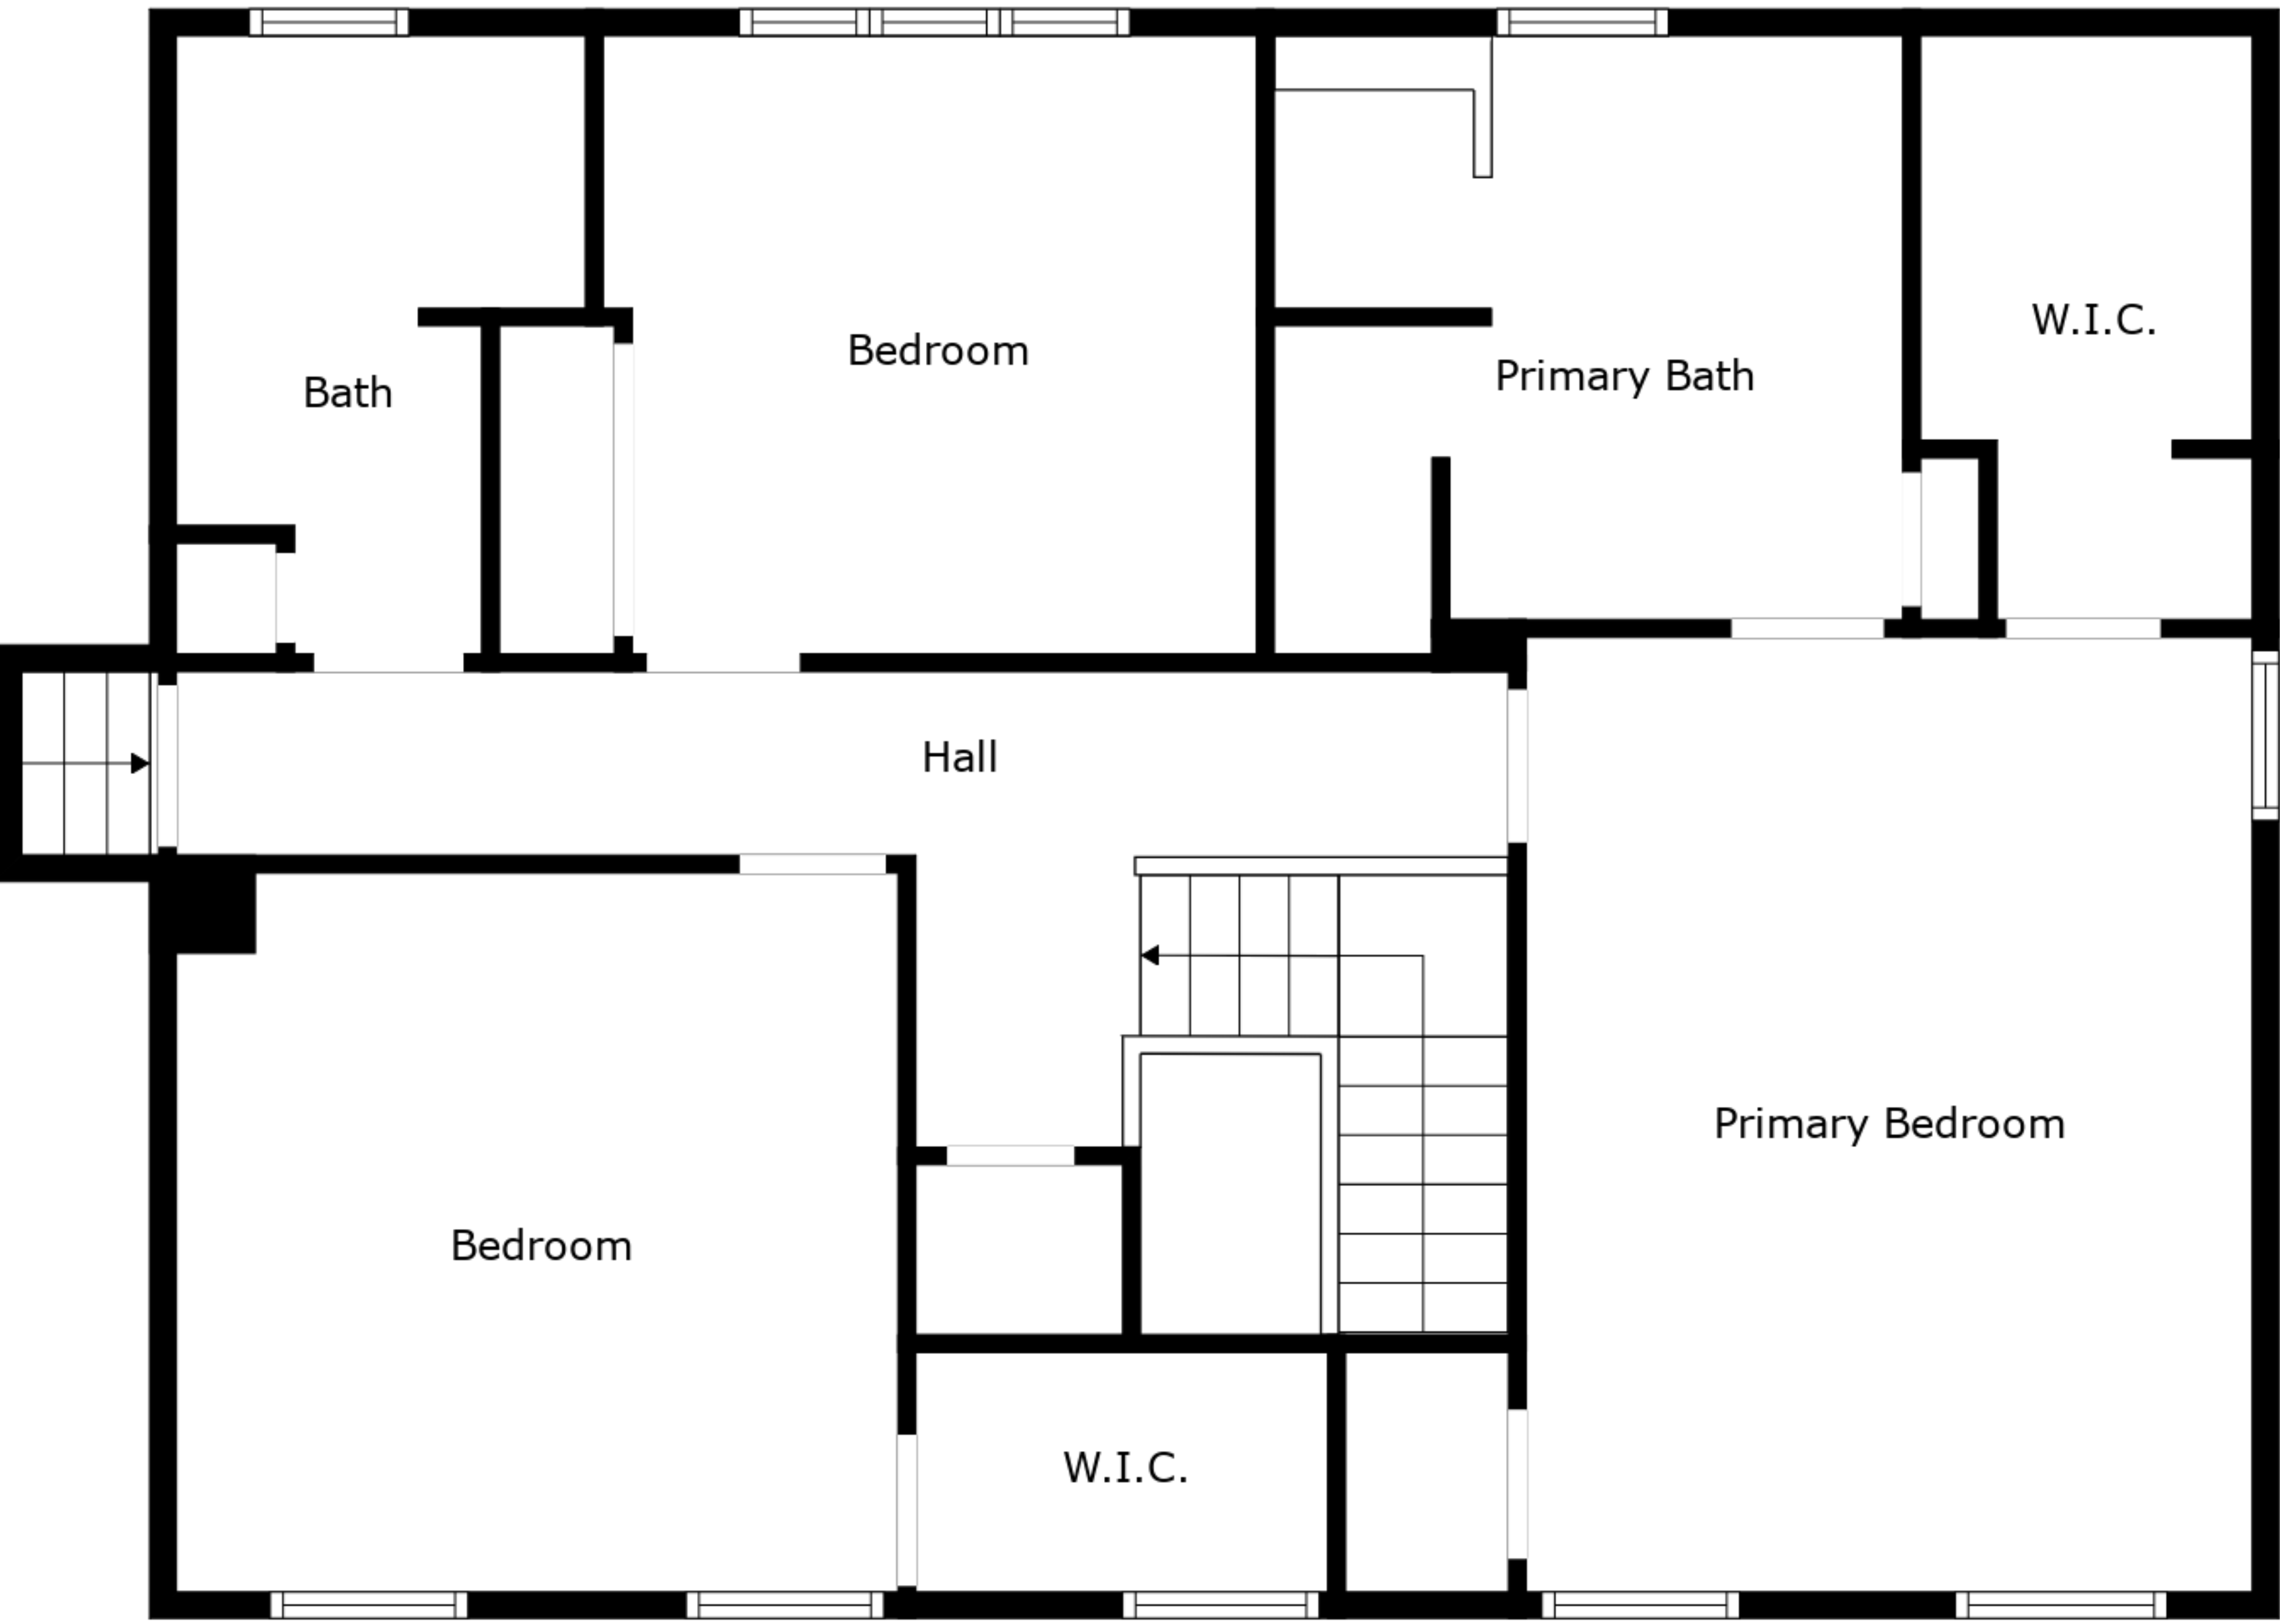 W.I.C.
Bedroom
Primary Bath
Bath
Hall
Primary Bedroom
Bedroom
W.I.C.